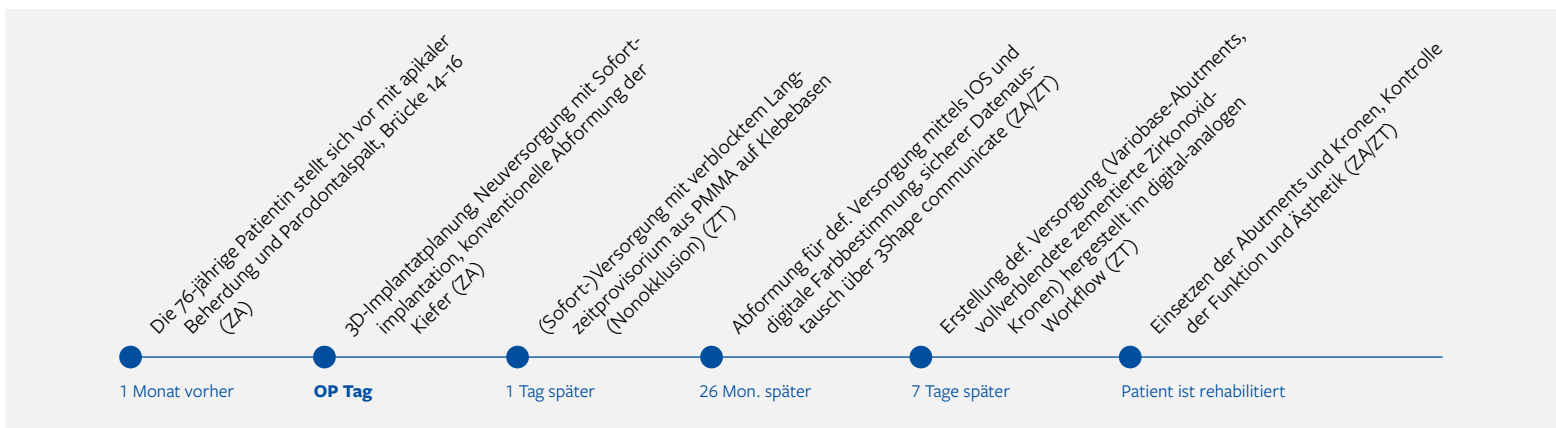 Die 76-jährige Patientin stellt sich vor mit apikaler
Beherdung und Parodontalspalt, Brücke 14–16
(ZA)
3D-Implantatplanung, Neuversorgung mit Sofort-
implantation, konventionelle Abformung der
Kiefer (ZA)
(Sofort-)Versorgung mit verblocktem Lang-
zeitprovisorium aus PMMA auf Klebebasen
(Nonokklusion) (ZT)
Abformung für def. Versorgung mittels IOS und
digitale Farbbestimmung, sicherer Datenaus-
tausch über 3Shape communicate (ZA/ZT)
Erstellung def. Versorgung (Variobase-Abutments,
vollverblendete zementierte Zirkonoxid-
Kronen) hergestellt im digital-analogen
Workflow (ZT)
Einsetzen der Abutments und Kronen, Kontrolle
der Funktion und Ästhetik (ZA/ZT)
1 Monat vorher
OP Tag
1 Tag später
26 Mon. später
7 Tage später
Patient ist rehabilitiert